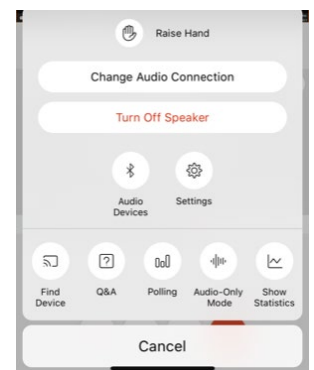 Raise Hand
Change Audio Connection
Turn Off Speaker
Audio
Devices
Settings
Find
Device
Q&A
Polling
Audio-Only
Mode
Show
Statistics
Cancel